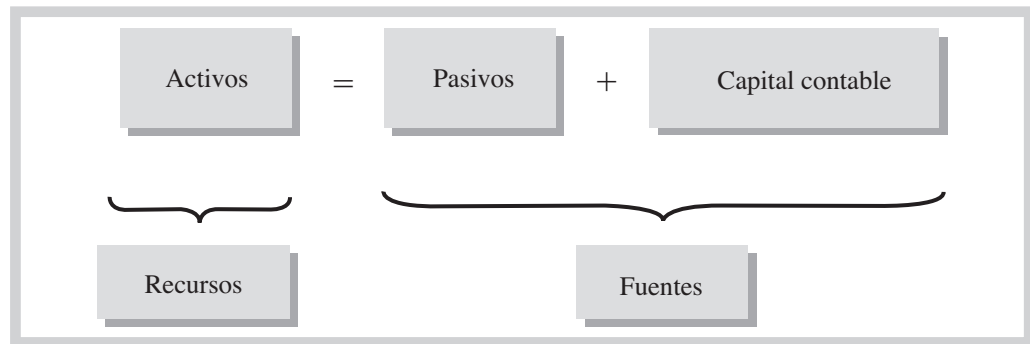 Activos = Pasivos + Capital contable
Recursos Fuentes